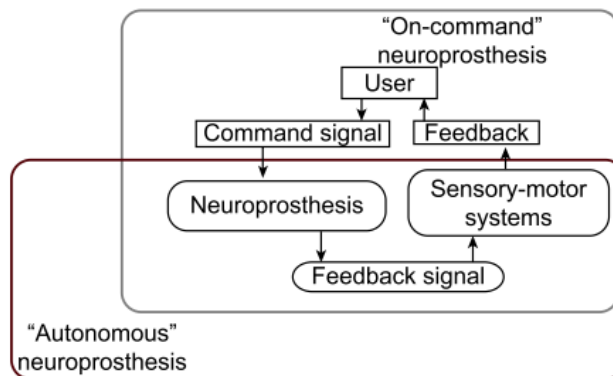 “On-command”
neuroprosthesis
User
Command signal
Feedback
Neuroprosthesis
Sensory-motor
systems
Feedback signal
“Autonomous”
neuroprosthesis